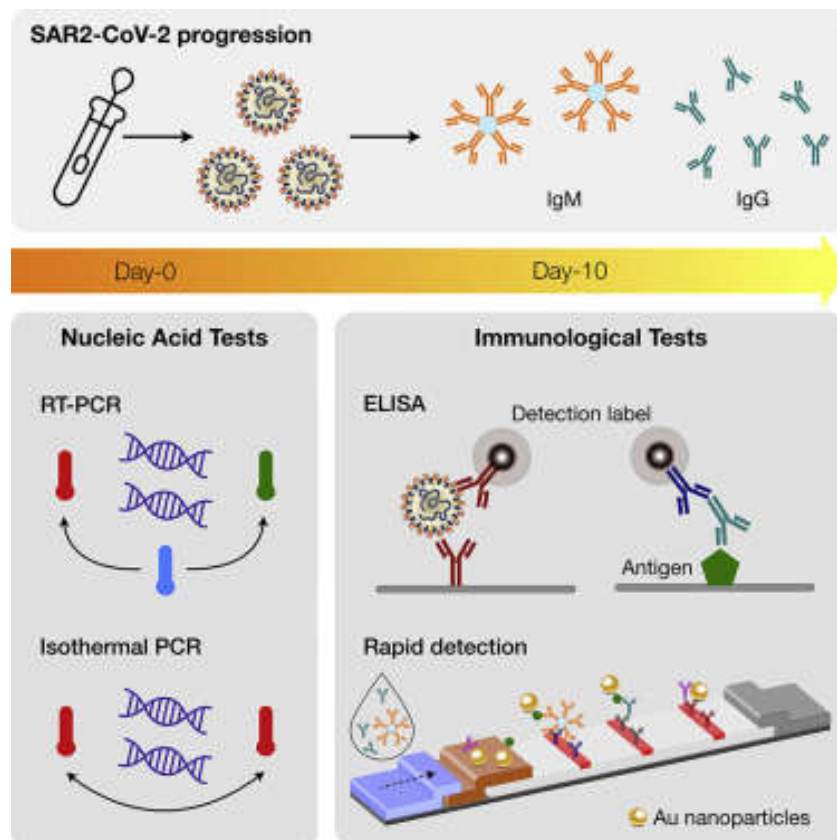 SAR2-CoV-2 progression
IgM
IgG
Day-0
Day-10
Nucleic Acid Tests
RT-PCR
Isothermal PCR
Immunological Tests
ELISA
Detection label
Antigen
Rapid detection
Au nanoparticles